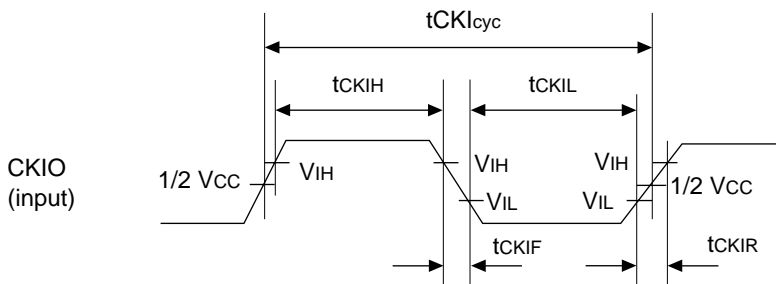 tCKIcyc
tCKIH
tCKIL
CKIO
(input)
1/2 VCC
VIH
VIH
VIL
VIH
VIL
1/2 VCC
tCKIF
tCKIR